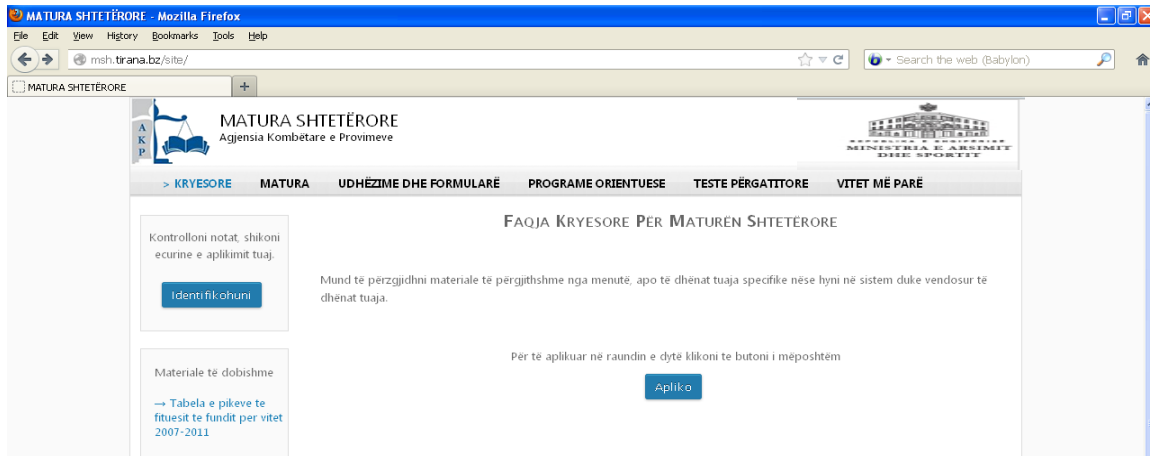 MATURA SHTETËRORE - Mozilla Firefox
File Edit View History Bookmarks Tools Help
msh.tirana.bz/site/
Search the web (Babylon)
MATURA SHTETËRORE
AKP
MATURA SHTETËRORE
Agjensia Kombëtare e Provimeve
REPUBLIKA E SHQIPËRISË
MINISTRIA E ARSIMIT
DHE SPORTIT
> KRYESORE MATURA UDHËZIME DHE FORMULARË PROGRAME ORIENTUESE TESTE PËRGATITORE VITET MË PARË
Kontrolloni notat, shikoni
ecurine e aplikimit tuaj.
Identifikohuni
Materiale të dobishme
→ Tabela e pikeve te
fituesit te fundit per vitet
2007-2011
FAQJA KRYESORE PËR MATURËN SHTETËRORE
Mund të përzgjidhni materiale të përgjithshme nga menutë, apo të dhënat tuaja specifike nëse hyni në sistem duke vendosur të
dhënat tuaja.
Për të aplikuar në raundin e dytë klikoni te butoni i mëposhtëm
Apliko